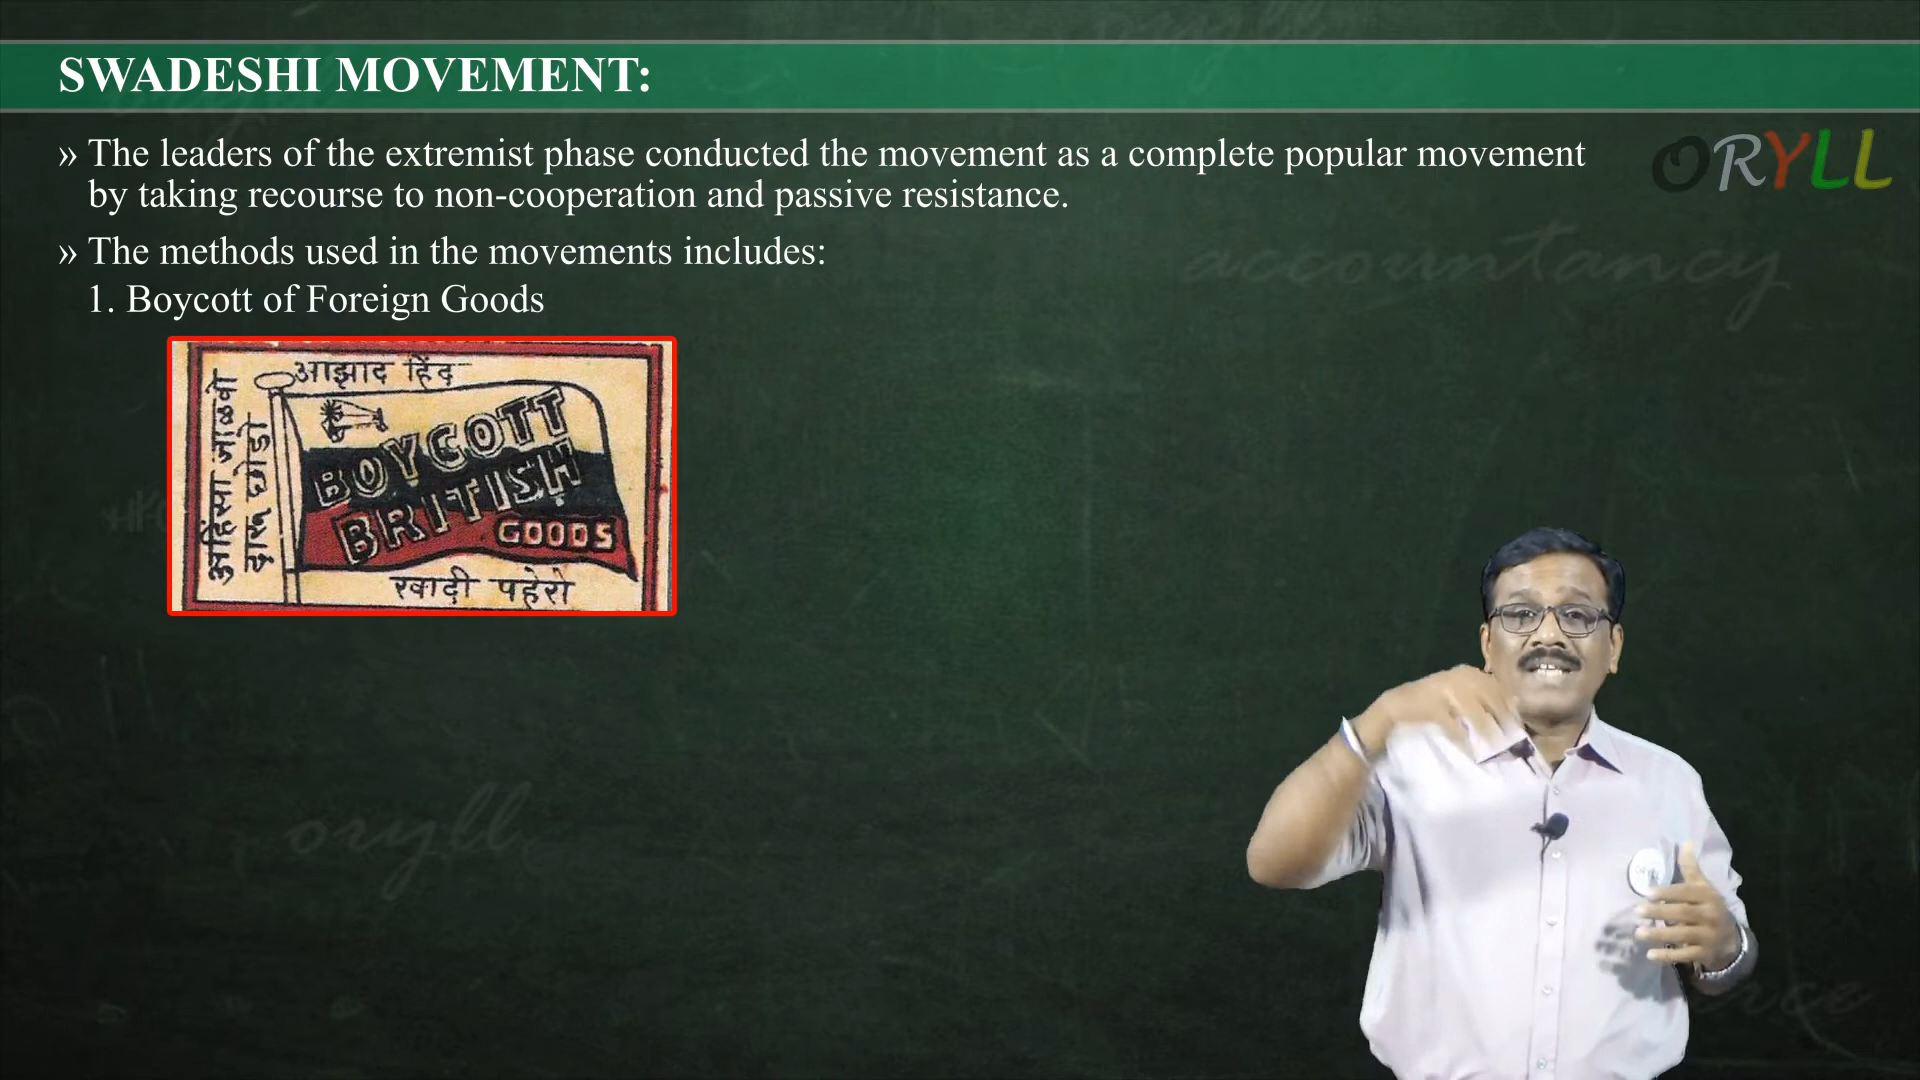 SWADESHI MOVEMENT:
» The leaders of the extremist phase conducted the movement as a complete popular movement
by taking recourse to non-cooperation and passive resistance.
ORYLL
» The methods used in the movements includes:
accountancy
1. Boycott of Foreign Goods
आझाद हिंद
अहिंसा जाळवो
दारू छोडो
BOYCOTT
BRITISH
GOODS
खादी पहेरो
oryll